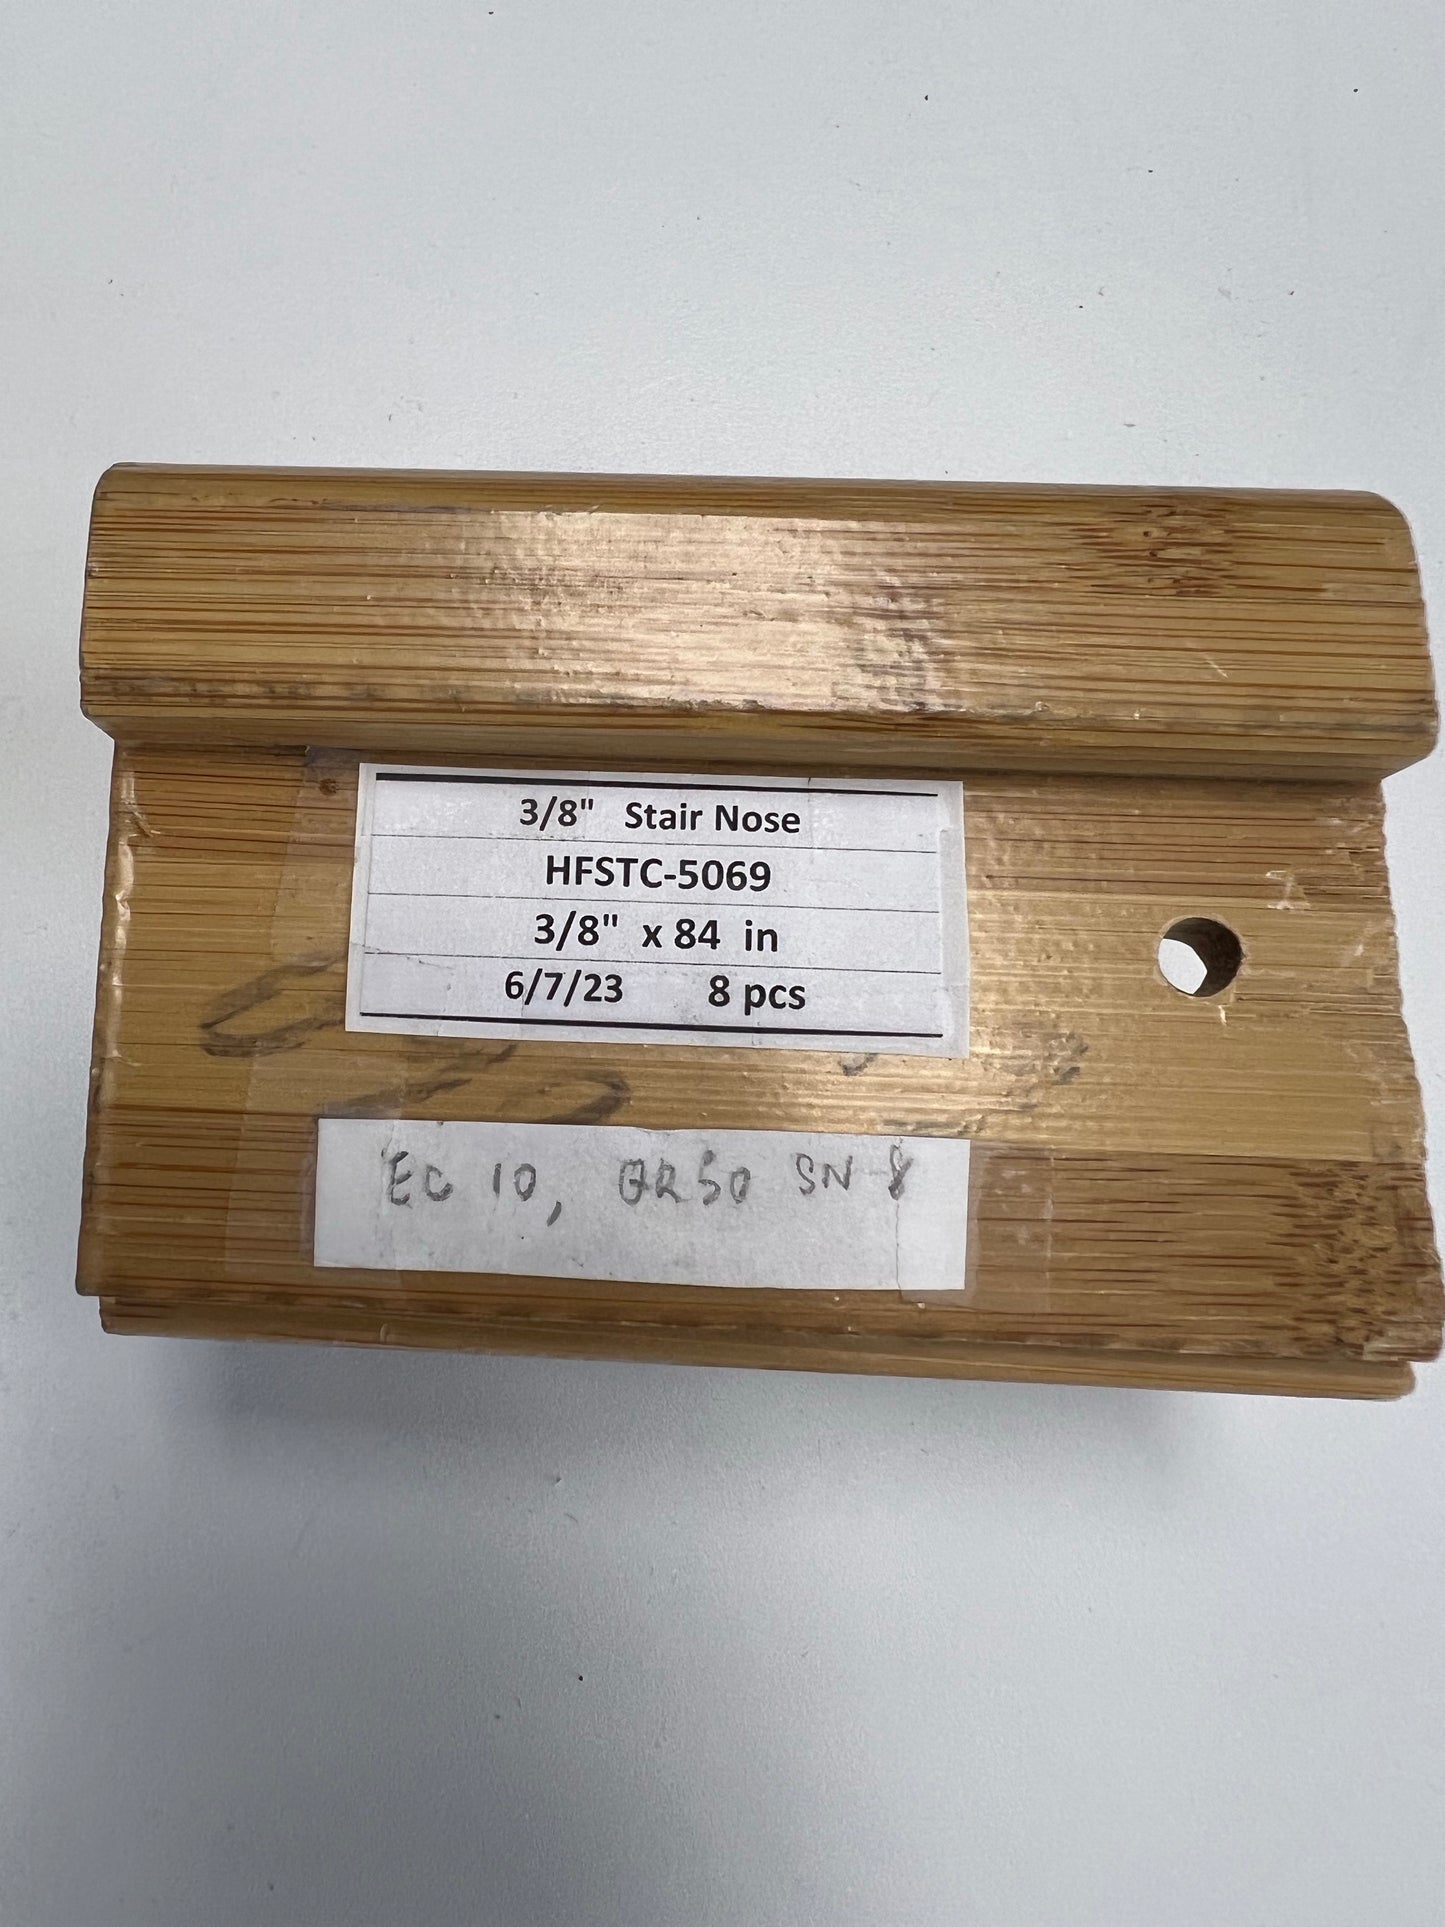 3/8" Stair Nose
HFSTC-5069
3/8" x 84 in
6/7/23 8 pcs
EC 10, QR50 SN 8